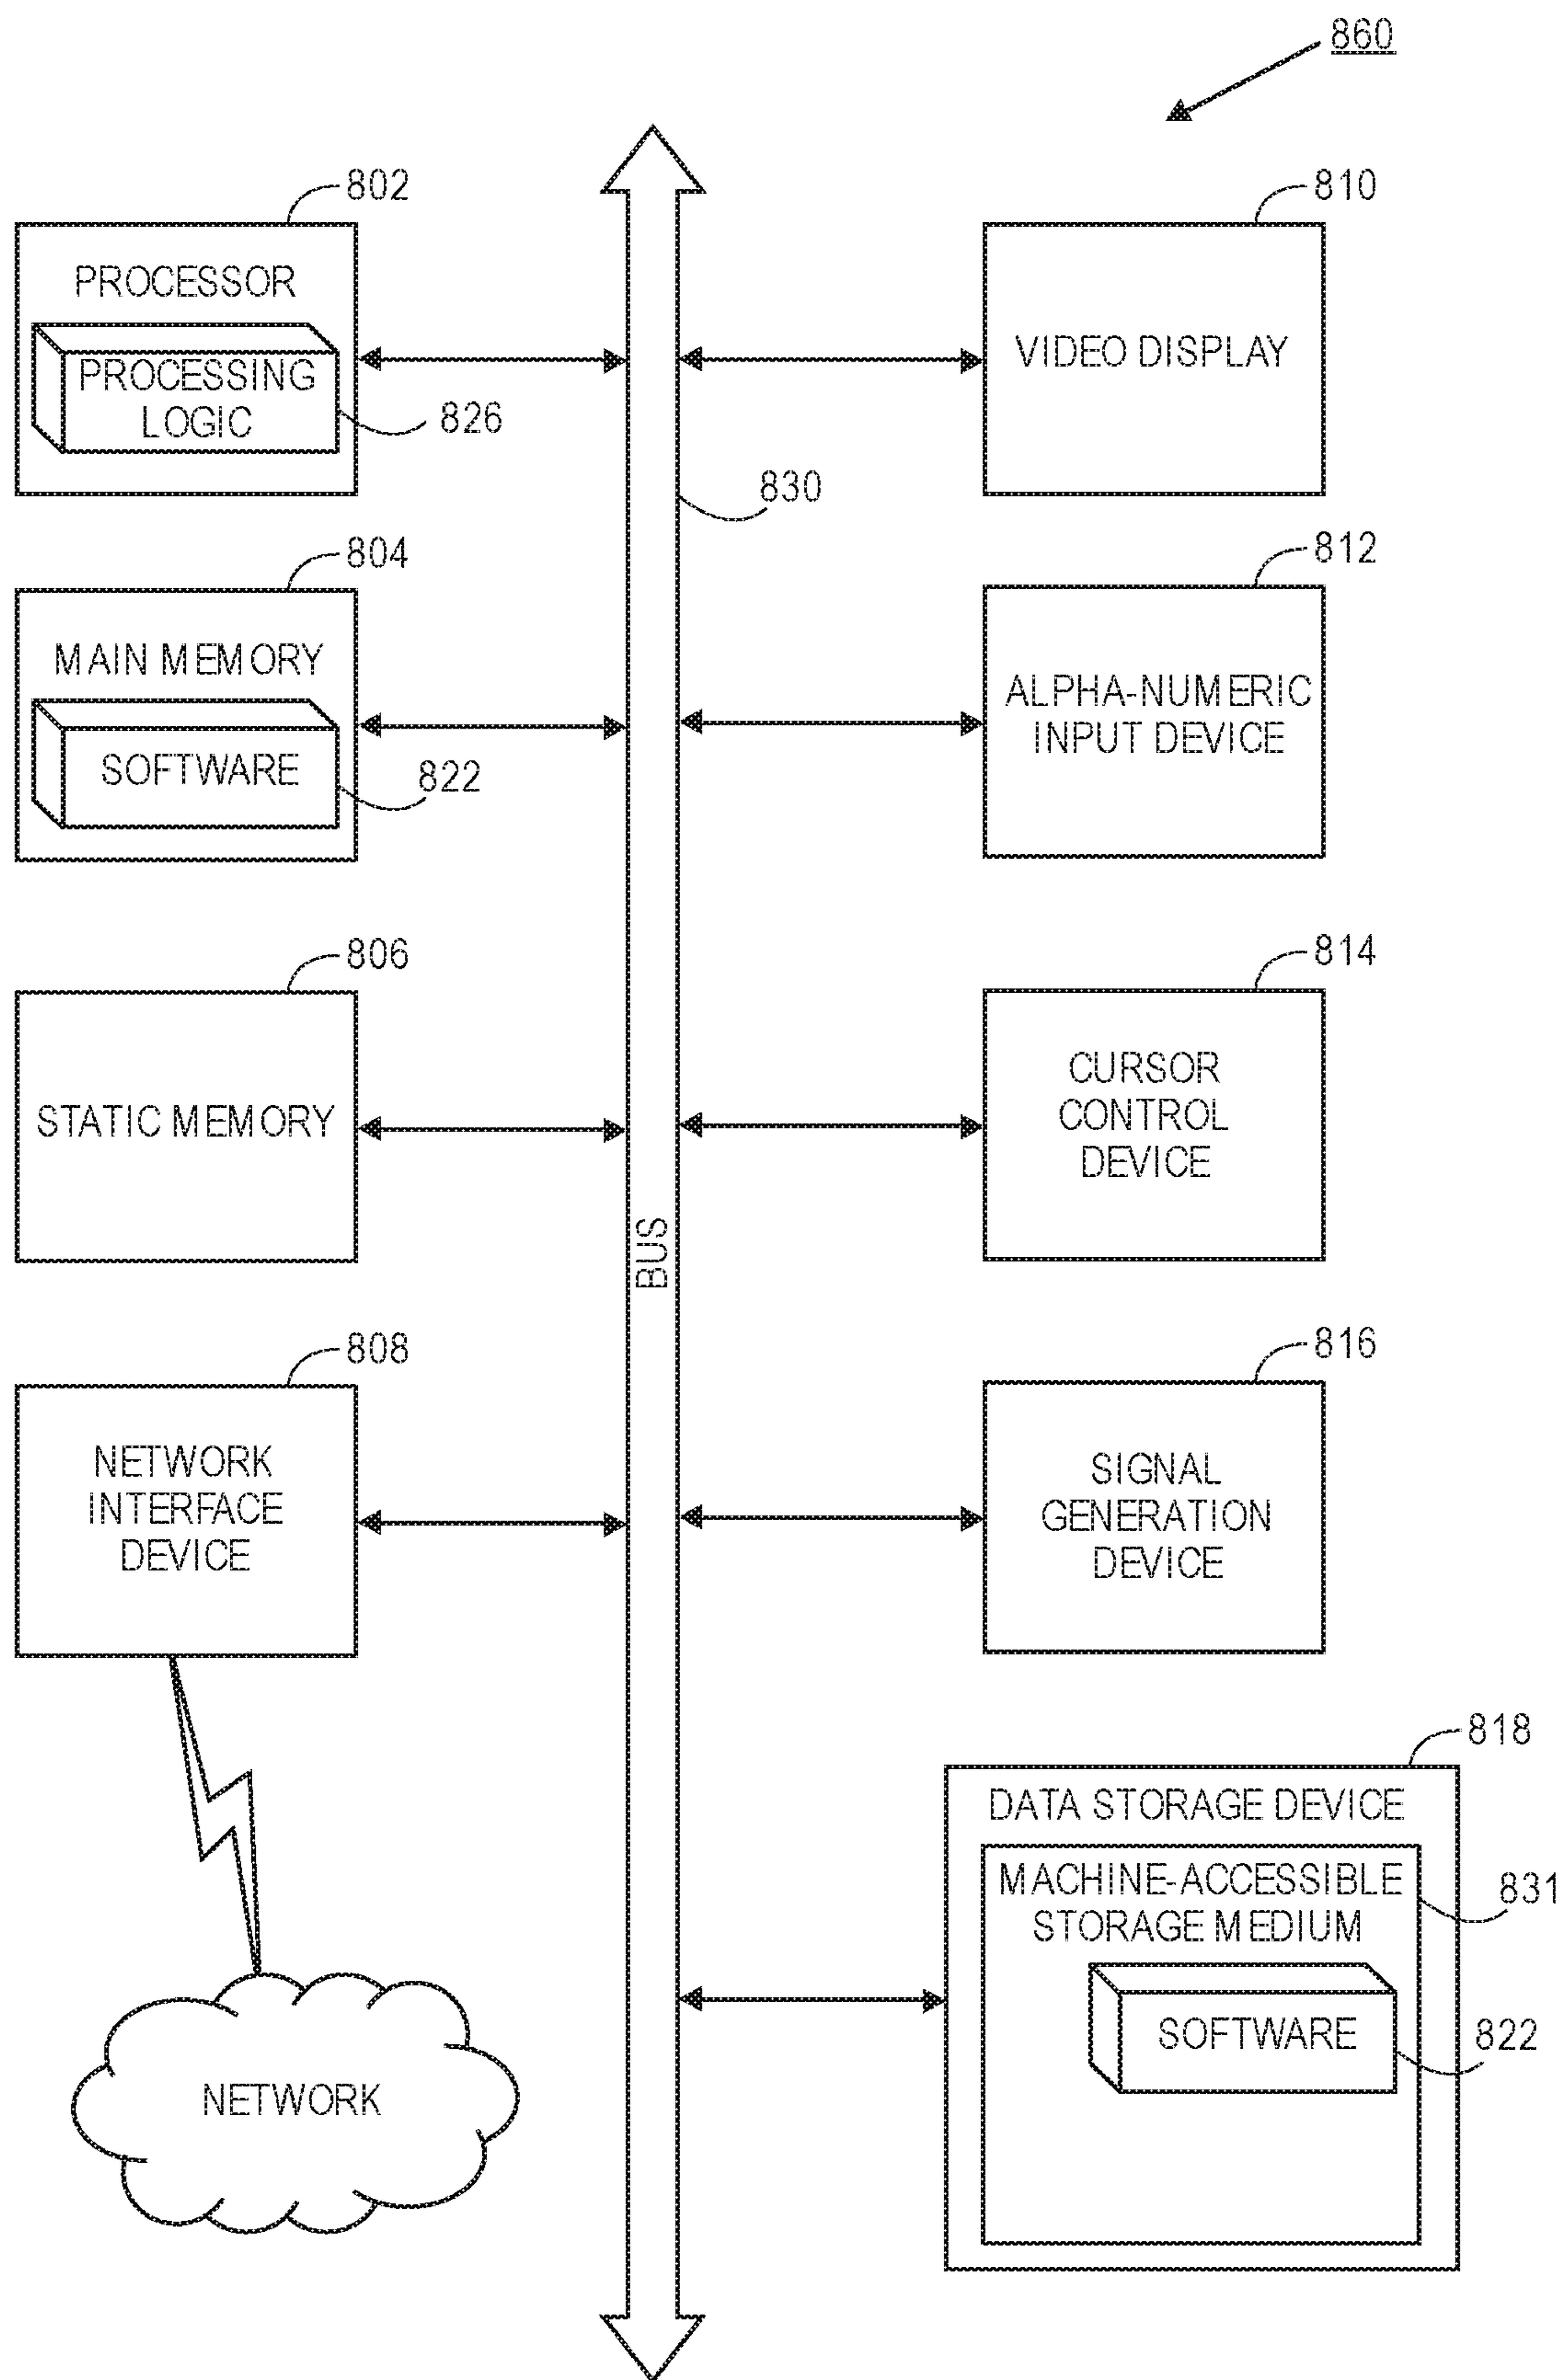 860
802
PROCESSOR
PROCESSING
LOGIC
826
804
MAIN MEMORY
SOFTWARE
822
806
STATIC MEMORY
808
NETWORK
INTERFACE
DEVICE
NETWORK
BUS
830
810
VIDEO DISPLAY
812
ALPHA-NUMERIC
INPUT DEVICE
814
CURSOR
CONTROL
DEVICE
816
SIGNAL
GENERATION
DEVICE
818
DATA STORAGE DEVICE
MACHINE-ACCESSIBLE
STORAGE MEDIUM
831
SOFTWARE
822